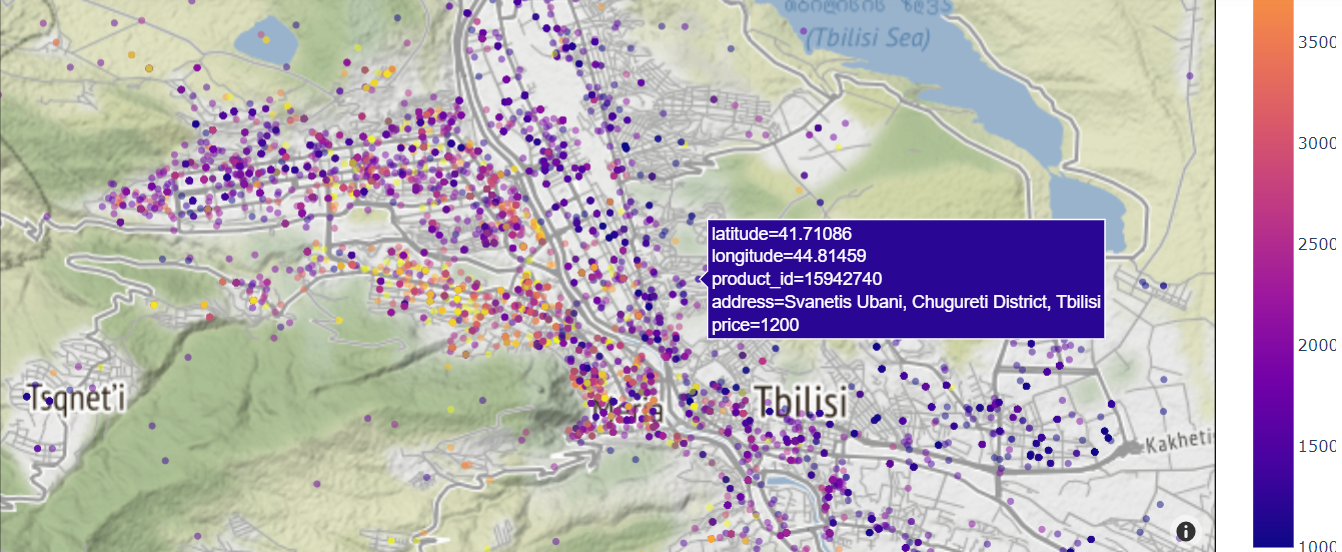 თბილისის ზღვა
(Tbilisi Sea)
3500
3000
latitude=41.71086
longitude=44.81459
product_id=15942740
address=Svanetis Ubani, Chugureti District, Tbilisi
price=1200
2500
2000
Tsqnet'i
Tbilisi
Kakheti
1500
1000